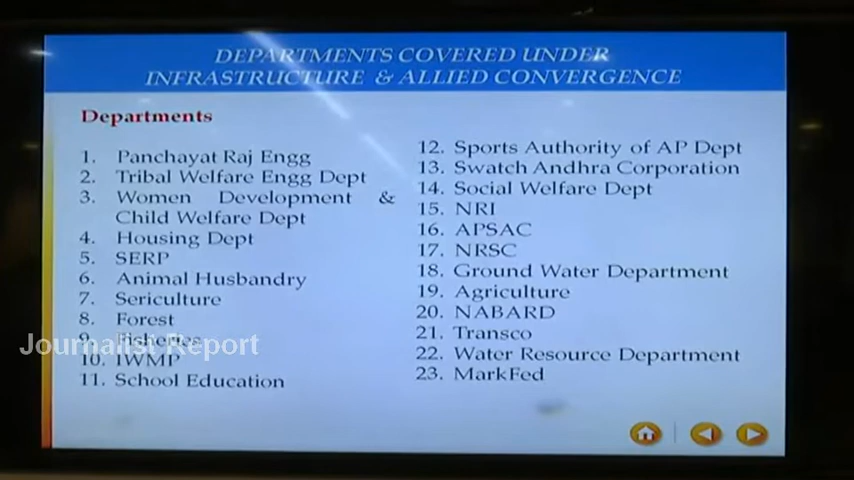 DEPARTMENTS COVERED UNDER
INFRASTRUCTURE & ALLIED CONVERGENCE
Departments
1. Panchayat Raj Engg
2. Tribal Welfare Engg Dept
3. Women Development &
Child Welfare Dept
4. Housing Dept
5. SERP
6. Animal Husbandry
7. Sericulture
8. Forest
9. Fisheries
10. IWMP
11. School Education
12. Sports Authority of AP Dept
13. Swatch Andhra Corporation
14. Social Welfare Dept
15. NRI
16. APSAC
17. NRSC
18. Ground Water Department
19. Agriculture
20. NABARD
21. Transco
22. Water Resource Department
23. MarkFed
Journalist Report